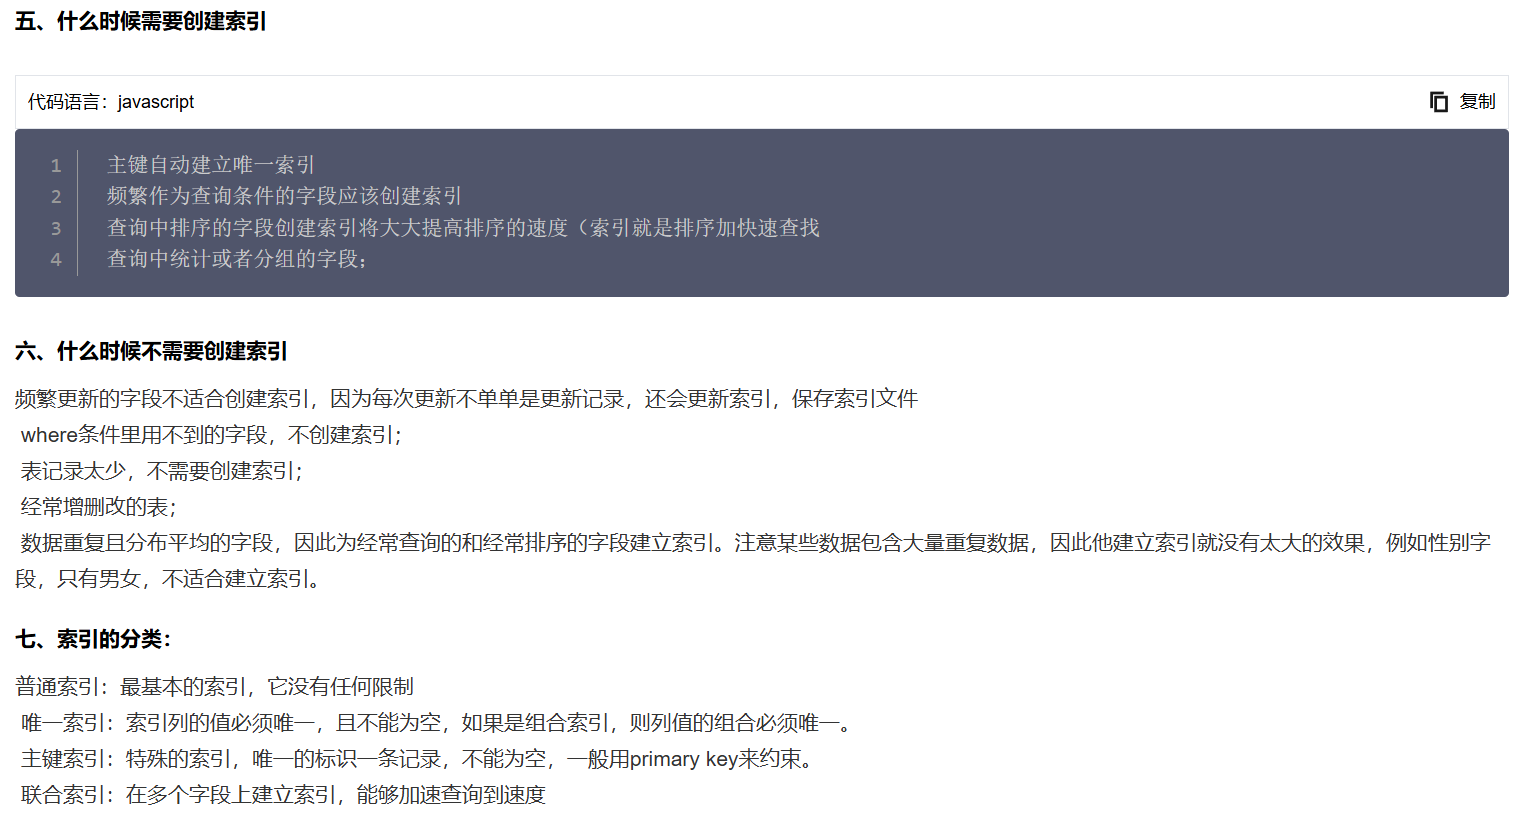 五、什么时候需要创建索引
代码语言：javascript
复制
1 主键自动建立唯一索引
2 频繁作为查询条件的字段应该创建索引
3 查询中排序的字段创建索引将大大提高排序的速度（索引就是排序加快速查找
4 查询中统计或者分组的字段；
六、什么时候不需要创建索引
频繁更新的字段不适合创建索引，因为每次更新不单单是更新记录，还会更新索引，保存索引文件
where条件里用不到的字段，不创建索引；
表记录太少，不需要创建索引；
经常增删改的表；
数据重复且分布平均的字段，因此为经常查询的和经常排序的字段建立索引。注意某些数据包含大量重复数据，因此他建立索引就没有太大的效果，例如性别字
段，只有男女，不适合建立索引。
七、索引的分类：
普通索引：最基本的索引，它没有任何限制
唯一索引：索引列的值必须唯一，且不能为空，如果是组合索引，则列值的组合必须唯一。
主键索引：特殊的索引，唯一的标识一条记录，不能为空，一般用primary key来约束。
联合索引：在多个字段上建立索引，能够加速查询到速度